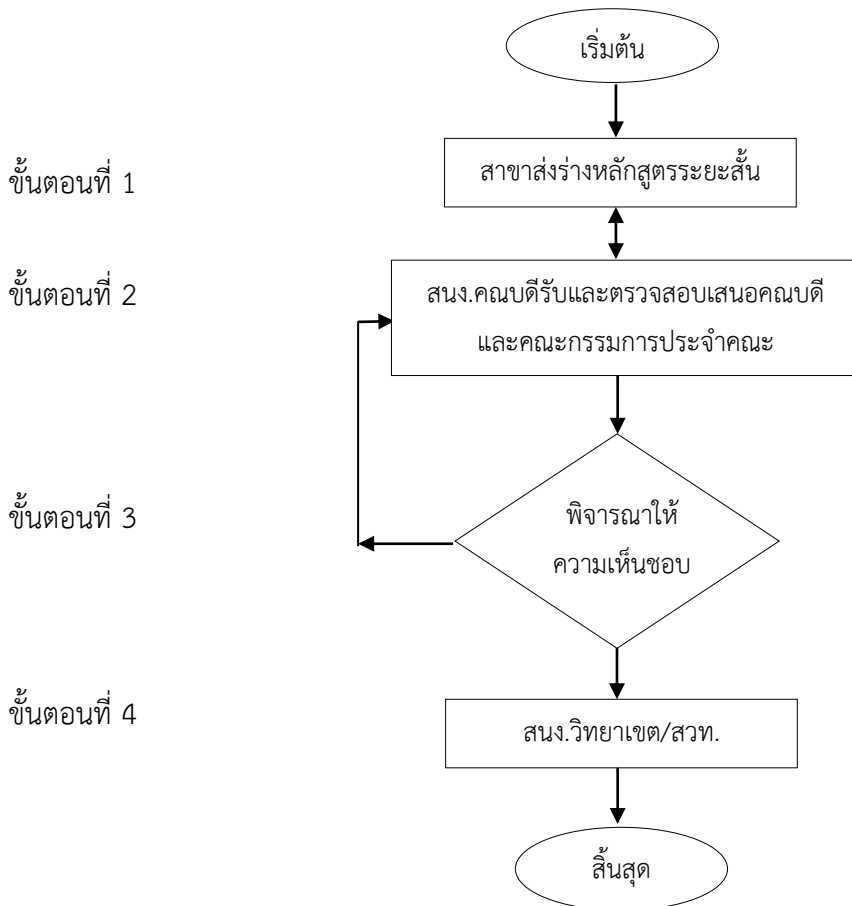 เริ่มต้น
ขั้นตอนที่ 1
สาขาส่งร่างหลักสูตรระยะสั้น
ขั้นตอนที่ 2
สนง.คณบดีรับและตรวจสอบเสนอคณบดี
และคณะกรรมการประจำคณะ
ขั้นตอนที่ 3
พิจารณาให้
ความเห็นชอบ
ขั้นตอนที่ 4
สนง.วิทยาเขต/สวท.
สิ้นสุด